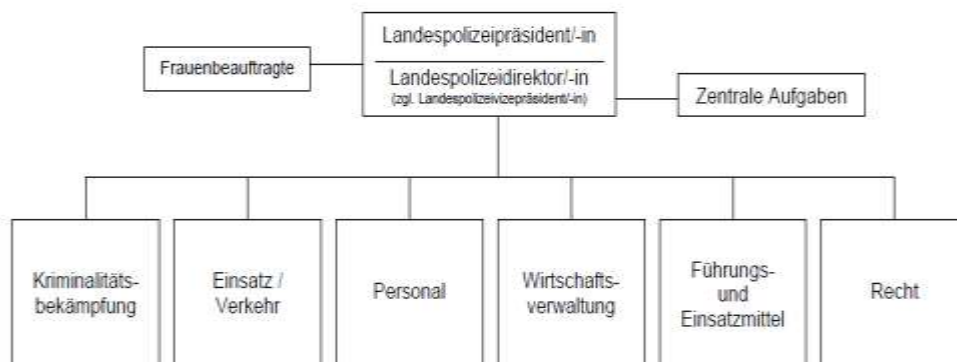 Landespolizeipräsident/-in
Frauenbeauftragte
Landespolizeidirektor/-in
(zgl. Landespolizeivizepräsident/-in)
Zentrale Aufgaben
Kriminalitäts-
bekämpfung
Einsatz /
Verkehr
Personal
Wirtschafts-
verwaltung
Führungs-
und
Einsatzmittel
Recht